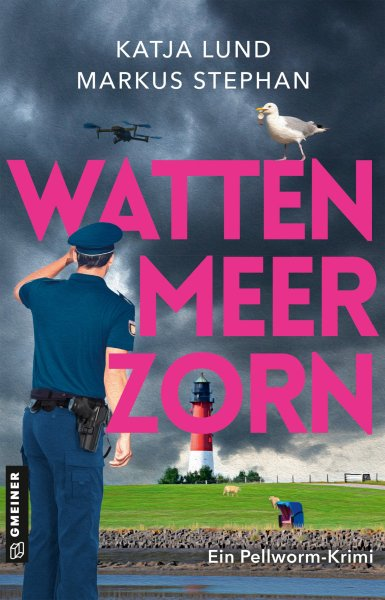 KATJA LUND
MARKUS STEPHAN
WATTEN
MEER
ZORN
Ein Pellworm-Krimi
GMEINER